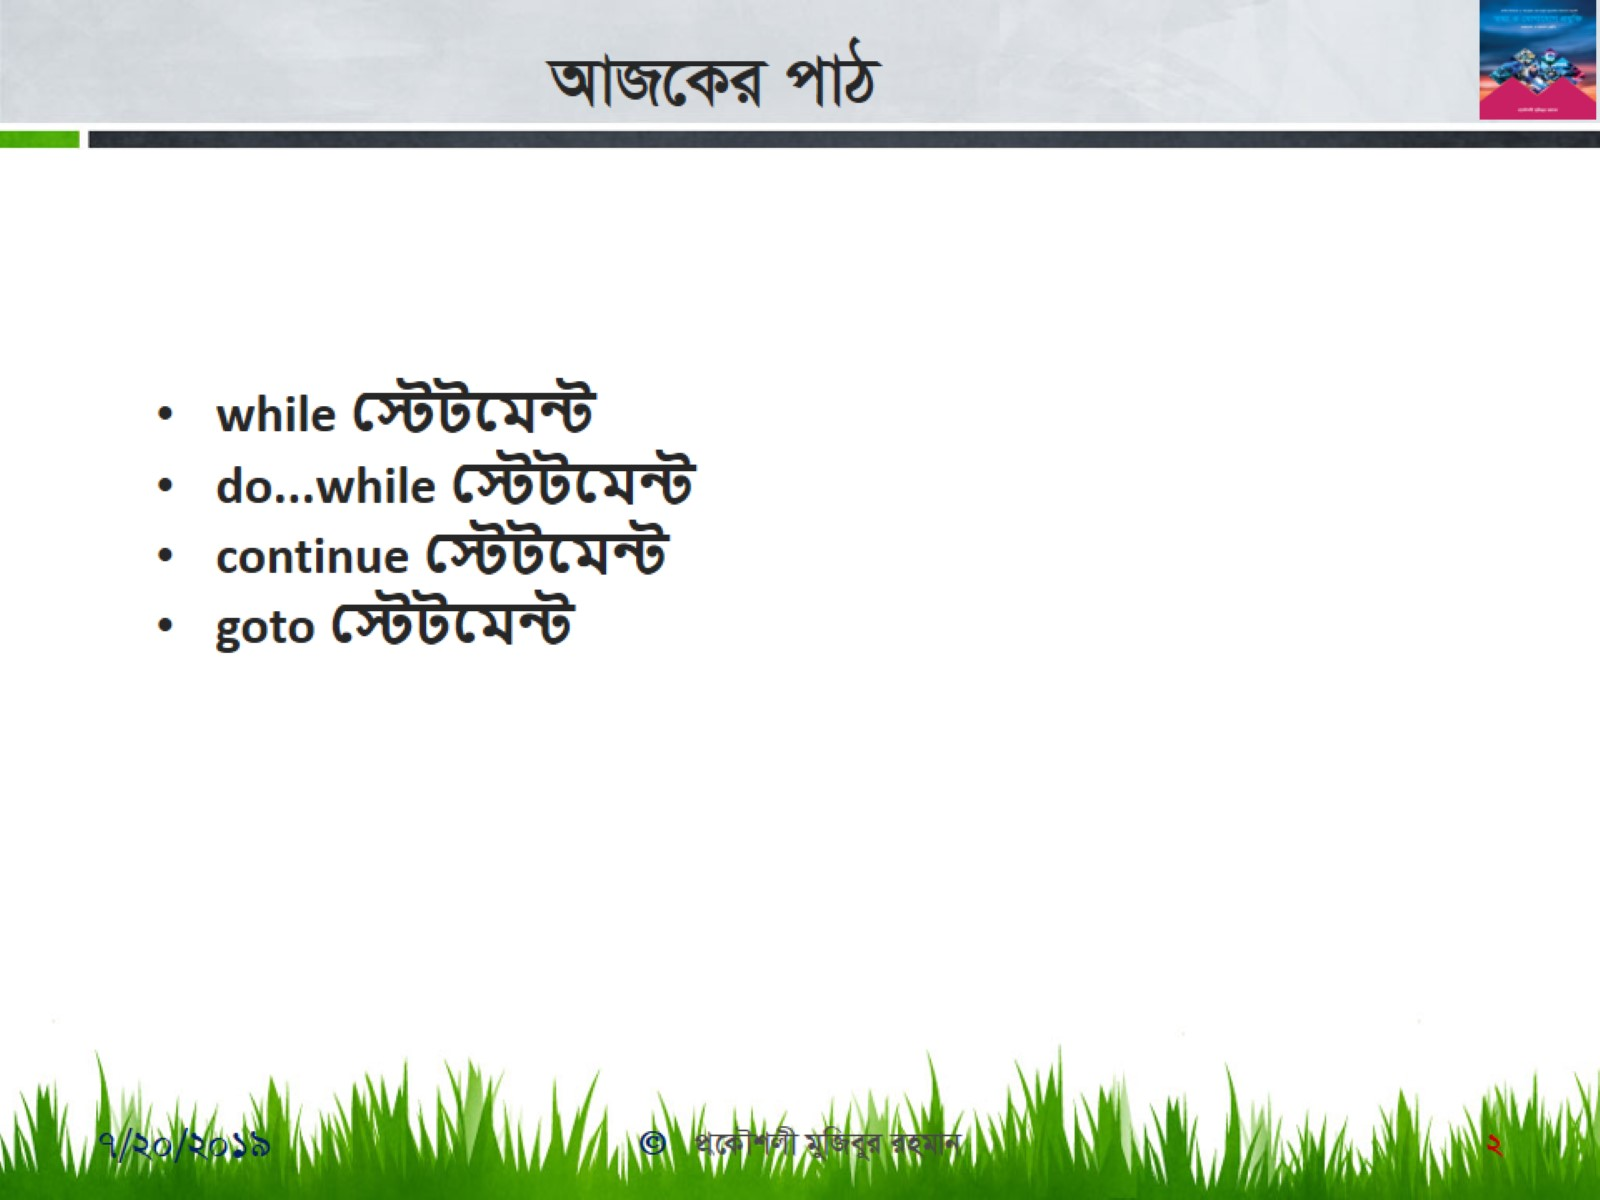 আজকের পাঠ
• while স্টেটমেন্ট
• do...while স্টেটমেন্ট
• continue স্টেটমেন্ট
• goto স্টেটমেন্ট
৭/২০/২০১৯
© প্রকৌশলী মুজিবুর রহমান
২